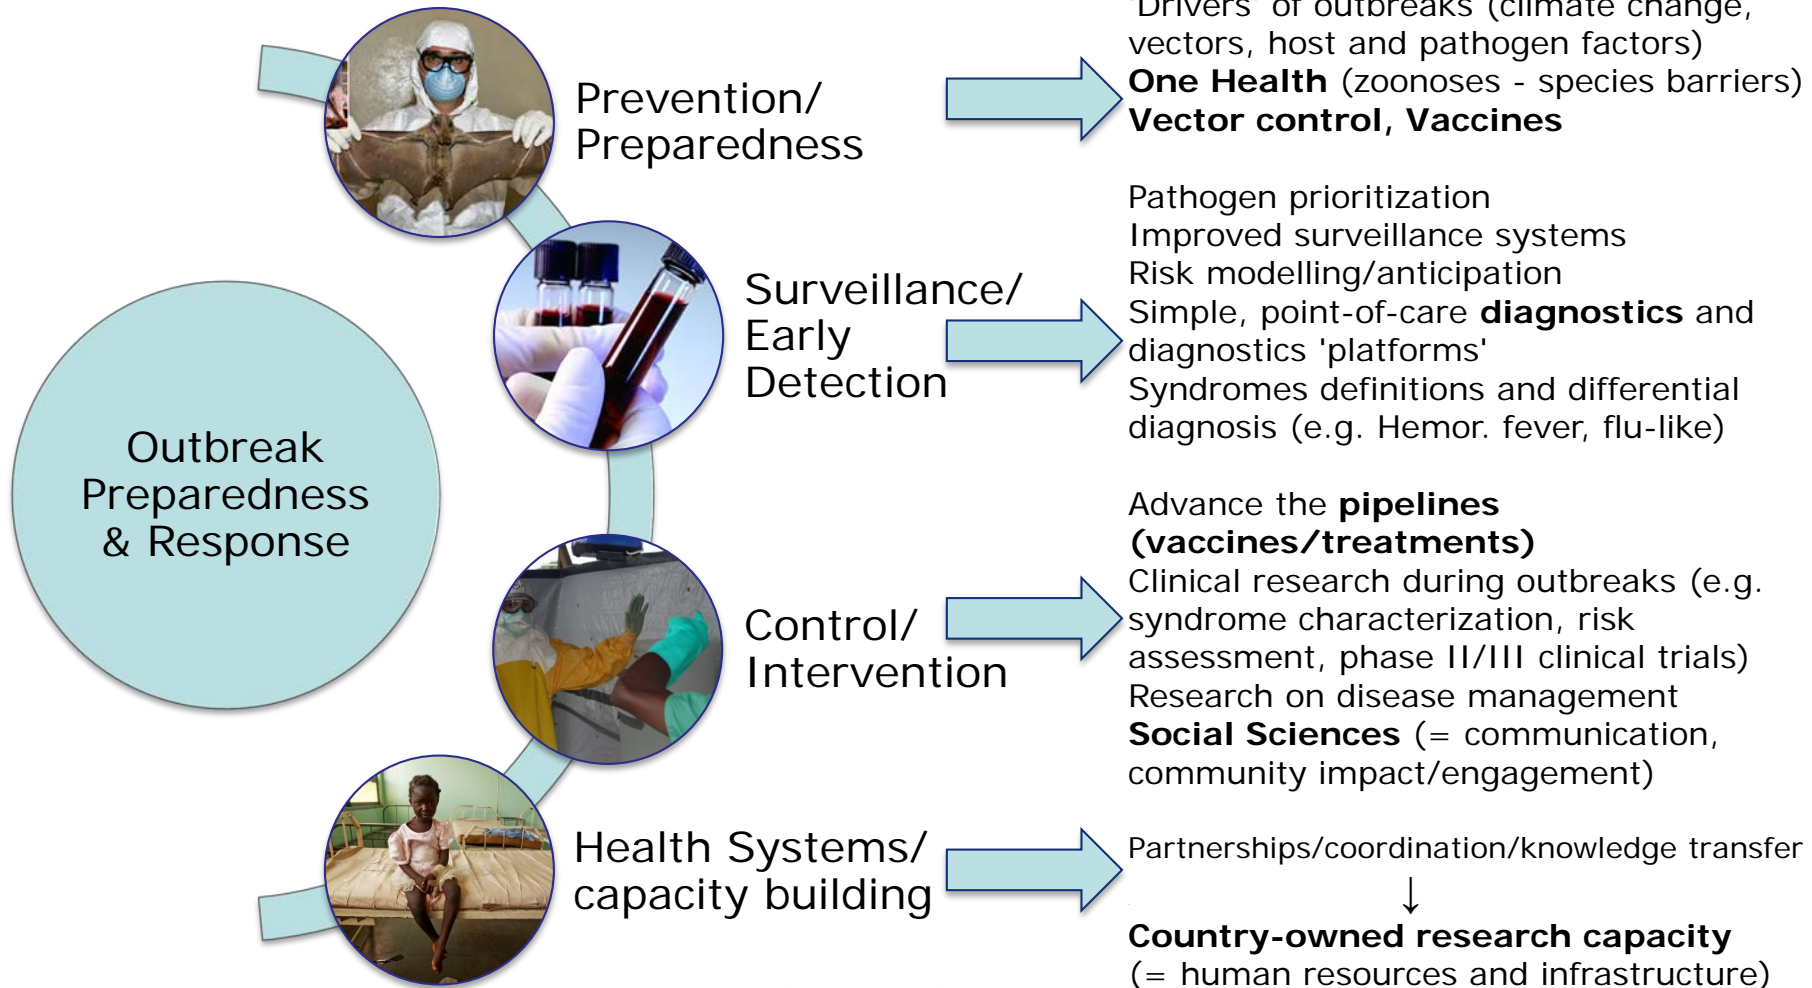 'Drivers' of outbreaks (climate change,
vectors, host and pathogen factors)
One Health (zoonoses - species barriers)
Vector control, Vaccines
Prevention/
Preparedness
Pathogen prioritization
Improved surveillance systems
Risk modelling/anticipation
Simple, point-of-care diagnostics and
diagnostics 'platforms'
Syndromes definitions and differential
diagnosis (e.g. Hemor. fever, flu-like)
Surveillance/
Early
Detection
Outbreak
Preparedness
& Response
Advance the pipelines
(vaccines/treatments)
Clinical research during outbreaks (e.g.
syndrome characterization, risk
assessment, phase II/III clinical trials)
Research on disease management
Social Sciences (= communication,
community impact/engagement)
Control/
Intervention
Health Systems/
capacity building
Partnerships/coordination/knowledge transfer
↓
Country-owned research capacity
(= human resources and infrastructure)